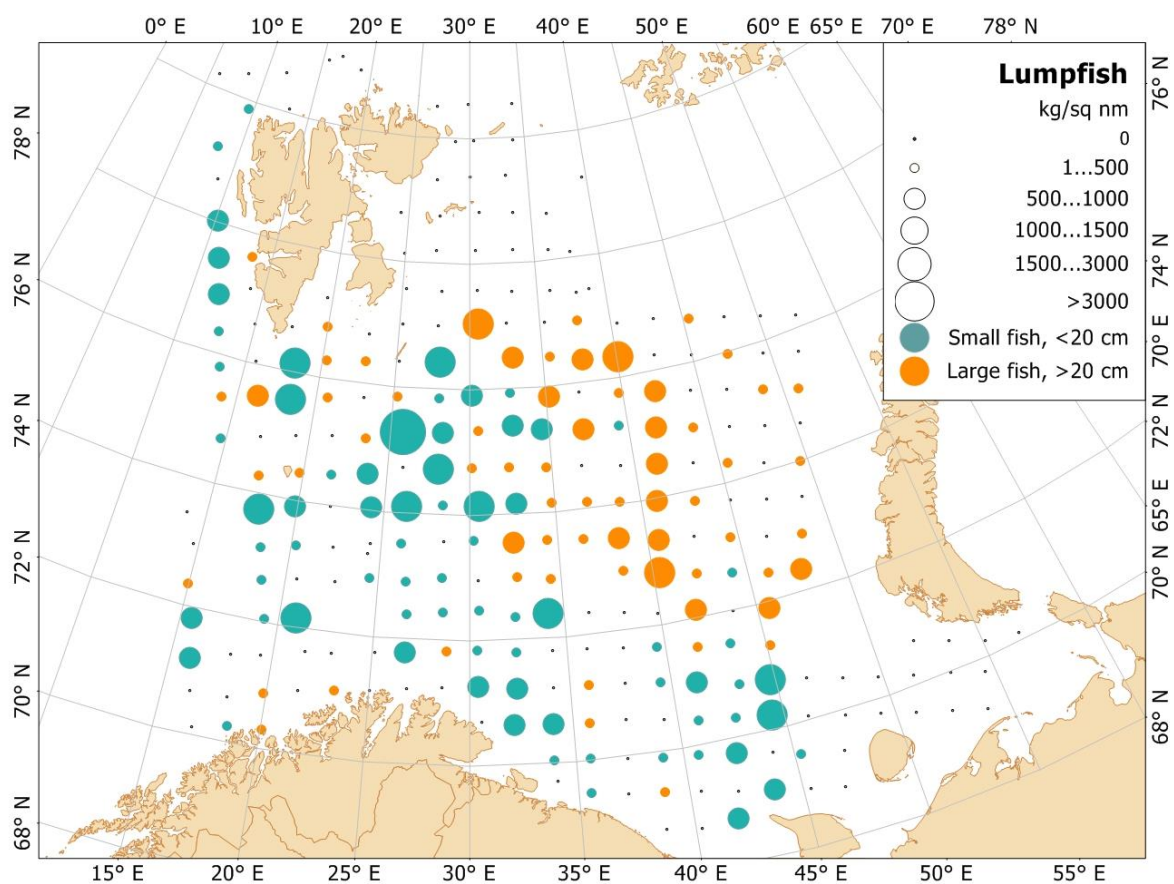 0° E 10° E 20° E 30° E 40° E 50° E 60° E 65° E 70° E 78° N
Lumpfish
kg/sq nm
0
1...500
500...1000
1000...1500
1500...3000
>3000
Small fish, <20 cm
Large fish, >20 cm
78° N
76° N
74° N
72° N
70° N
68° N
76° N
74° N
70° E
72° N
65° E
70° N
68° N
15° E 20° E 25° E 30° E 35° E 40° E 45° E 50° E 55° E